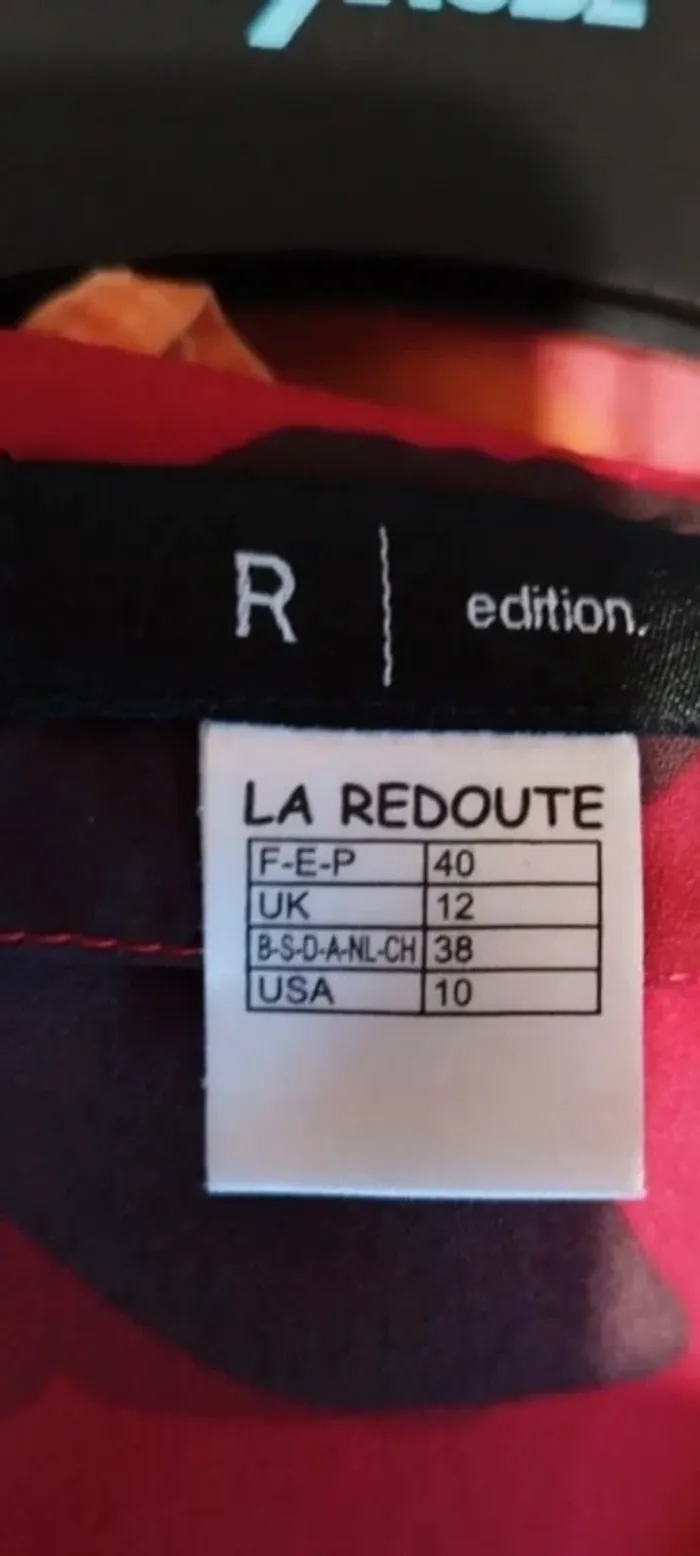 R | edition.
LA REDOUTE
F-E-P 40
UK 12
B-S-D-A-NL-CH 38
USA 10